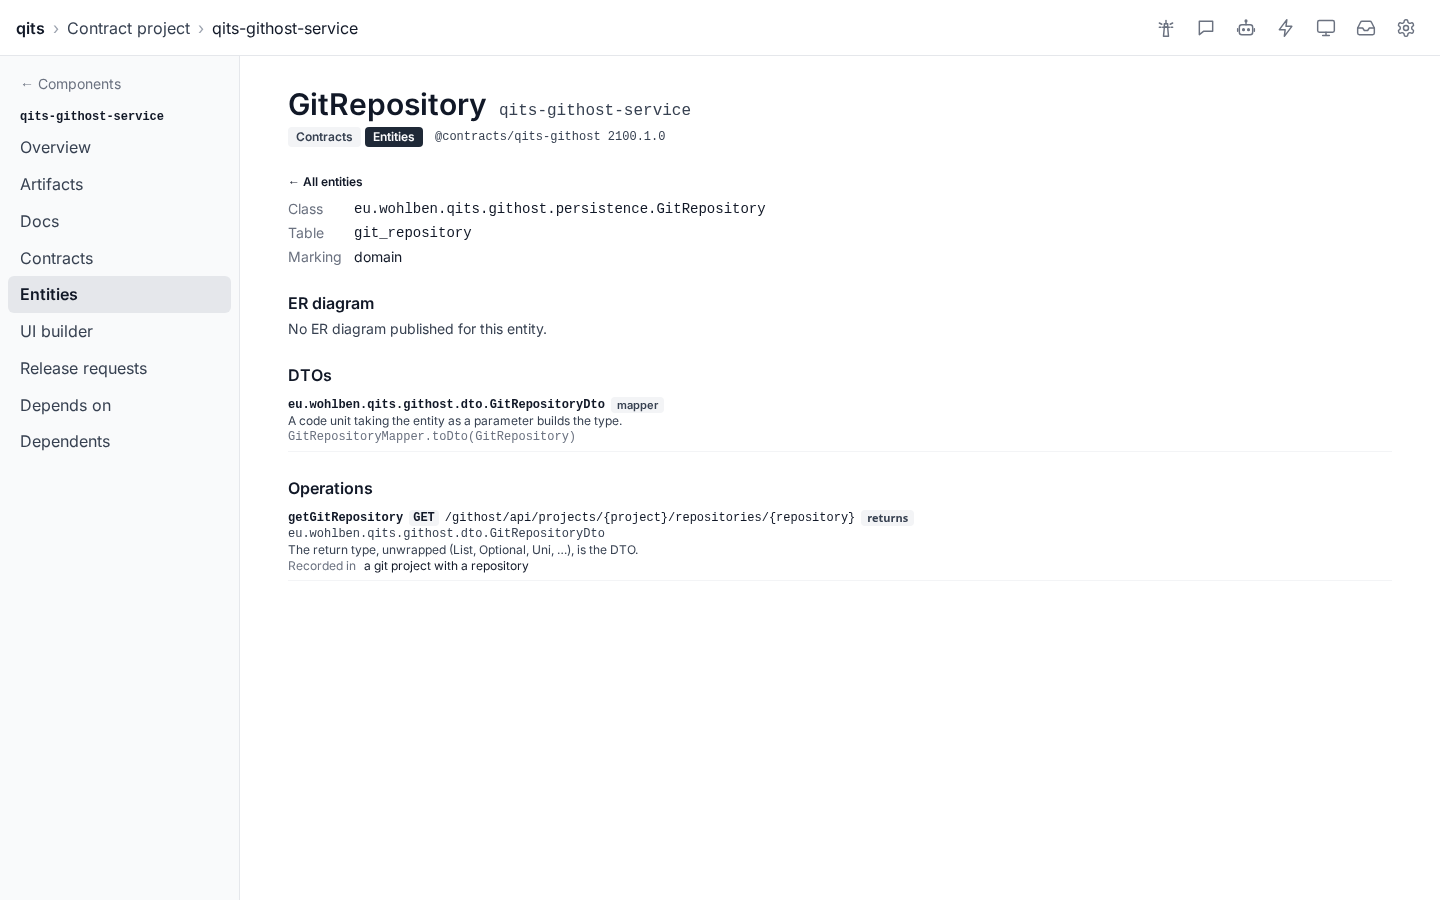 qits › Contract project › qits-githost-service
← Components
qits-githost-service
Overview
Artifacts
Docs
Contracts
Entities
UI builder
Release requests
Depends on
Dependents
GitRepository qits-githost-service
Contracts Entities @contracts/qits-githost 2100.1.0
← All entities
Class eu.wohlben.qits.githost.persistence.GitRepository
Table git_repository
Marking domain
ER diagram
No ER diagram published for this entity.
DTOs
eu.wohlben.qits.githost.dto.GitRepositoryDto mapper
A code unit taking the entity as a parameter builds the type.
GitRepositoryMapper.toDto(GitRepository)
Operations
getGitRepository GET /githost/api/projects/{project}/repositories/{repository} returns
eu.wohlben.qits.githost.dto.GitRepositoryDto
The return type, unwrapped (List, Optional, Uni, …), is the DTO.
Recorded in a git project with a repository